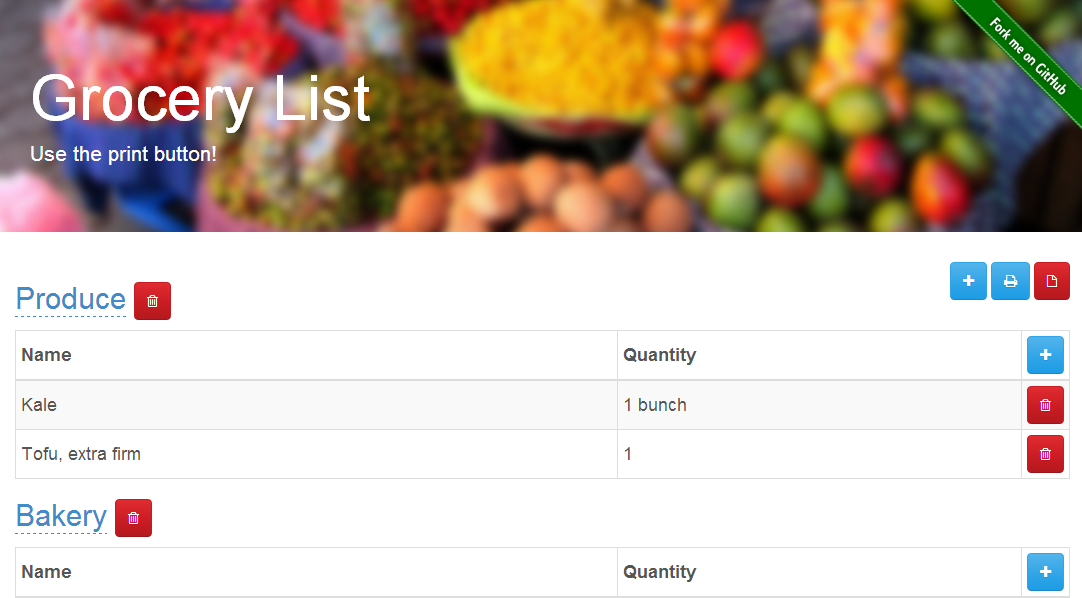 Fork me on GitHub
Grocery List
Use the print button!
Produce
Name Quantity
Kale 1 bunch
Tofu, extra firm 1
Bakery
Name Quantity